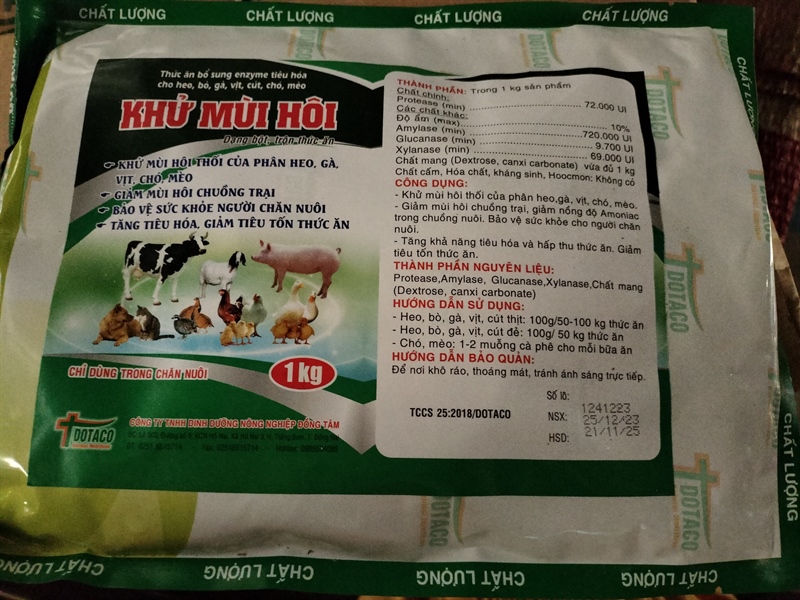 CHẤT LƯỢNG
CHẤT LƯỢNG
CHẤT LƯỢNG
Thức ăn bổ sung enzyme tiêu hóa
cho heo, bò, gà, vịt, cút, chó, mèo
KHỬ MÙI HÔI
Dạng bột, trộn thức ăn
KHỬ MÙI HÔI THỐI CỦA PHÂN HEO, GÀ,
VỊT, CHÓ, MÈO
GIẢM MÙI HÔI CHUỒNG TRẠI
BẢO VỆ SỨC KHỎE NGƯỜI CHĂN NUÔI
TĂNG TIÊU HÓA, GIẢM TIÊU TỐN THỨC ĂN
CHỈ DÙNG TRONG CHĂN NUÔI
1 kg
DOTACO
CÔNG TY TNHH DINH DƯỠNG NÔNG NGHIỆP ĐỒNG TÂM
THÀNH PHẦN: Trong 1 kg sản phẩm
Chất chính:
Protease (min) 72.000 UI
Các chất khác:
Độ ẩm (max) 10%
Amylase (min) 720.000 UI
Glucanase (min) 9.700 UI
Xylanase (min) 69.000 UI
Chất mang (Dextrose, canxi carbonate) vừa đủ 1 kg
Chất cấm, Hóa chất, kháng sinh, Hoocmon: Không có
CÔNG DỤNG:
- Khử mùi hôi thối của phân heo,gà, vịt, chó, mèo.
- Giảm mùi hôi chuồng trại, giảm nồng độ Amoniac
trong chuồng nuôi. Bảo vệ sức khỏe cho người chăn
nuôi.
- Tăng khả năng tiêu hóa và hấp thu thức ăn. Giảm
tiêu tốn thức ăn.
THÀNH PHẦN NGUYÊN LIỆU:
Protease,Amylase, Glucanase,Xylanase,Chất mang
(Dextrose, canxi carbonate)
HƯỚNG DẪN SỬ DỤNG:
- Heo, bò, gà, vịt, cút thịt: 100g/50-100 kg thức ăn
- Heo, bò, gà, vịt, cút đẻ: 100g/ 50 kg thức ăn
- Chó, mèo: 1-2 muỗng cà phê cho mỗi bữa ăn
HƯỚNG DẪN BẢO QUẢN:
Để nơi khô ráo, thoáng mát, tránh ánh sáng trực tiếp.
TCCS 25:2018/DOTACO
Số lô: 1241223
NSX: 25/12/23
HSD: 21/11/25
CHẤT LƯỢNG
CHẤT LƯỢNG
CHẤT LƯỢNG
DOTACO
DOTACO
DOTACO
DOTACO
CHẤT LƯỢNG
CHẤT LƯỢNG
CHẤT LƯỢNG
CHẤT LƯỢNG